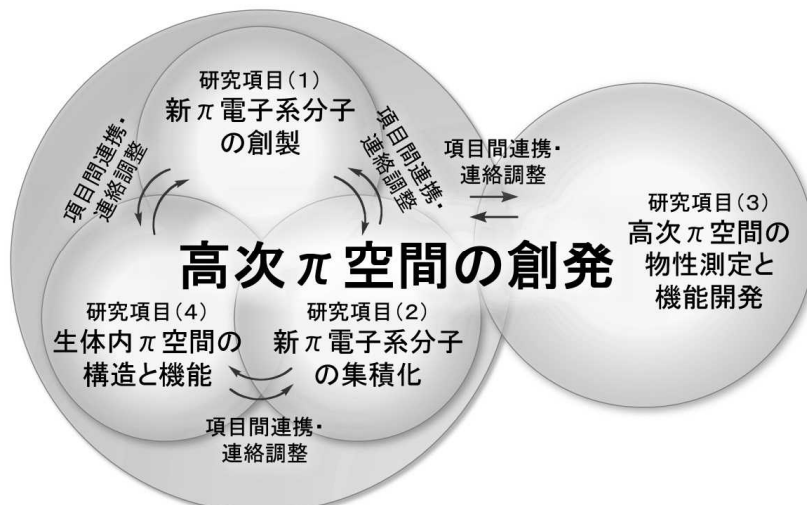 研究項目(1)
新π電子系分子
の創製
項目間連携・
連絡調整
項目間連携・
連絡調整
項目間連携・
連絡調整
研究項目(3)
高次π空間の
物性測定と
機能開発
高次π空間の創発
研究項目(4)
生体内π空間の
構造と機能
研究項目(2)
新π電子系分子
の集積化
項目間連携・
連絡調整